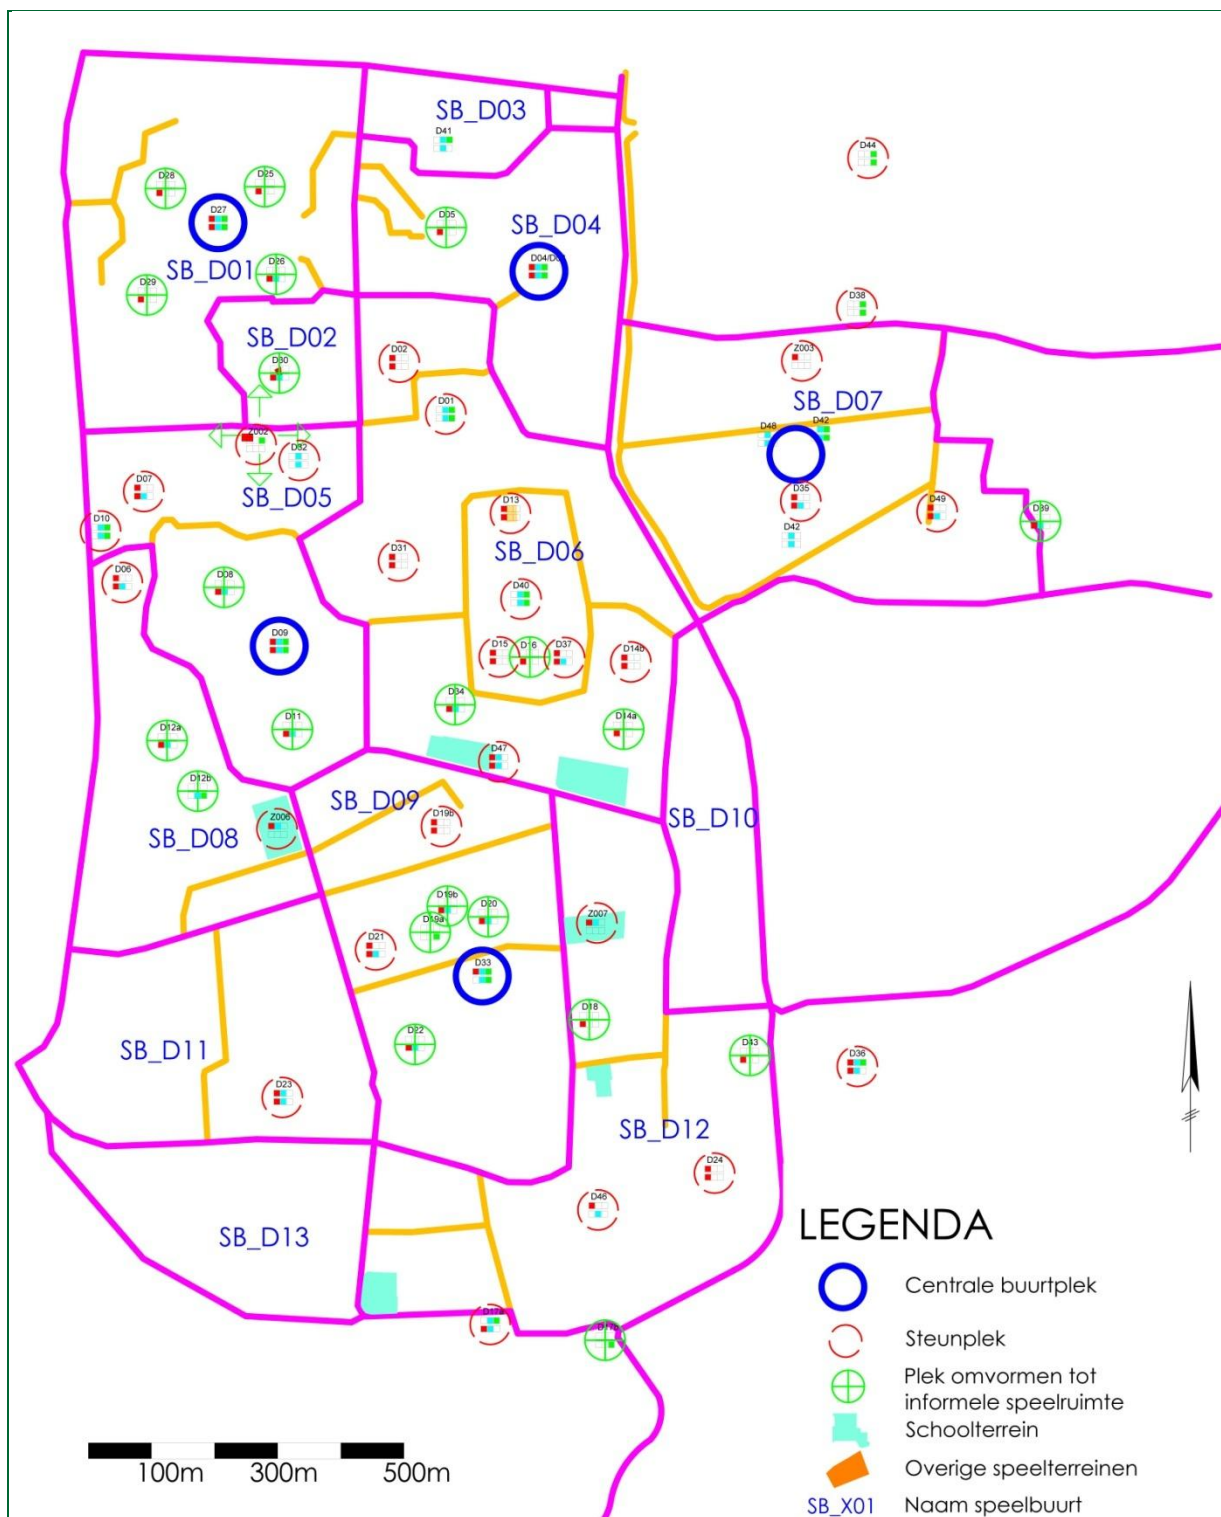 SB_D03
D41
D44
D28
D25
D27
D05
SB_D04
SB_D01
D26
D29
D38
SB_D02
D30
D02
Z003
D01
SB_D07
D48
D42
Z002
D32
D07
SB_D05
D35
D49
D13
D10
D39
D42
SB_D06
D31
D06
D08
D40
D09
D15
D16
D37
D14b
D34
D11
D14a
D12a
D47
D12b
SB_D09
Z006
D19b
SB_D10
SB_D08
D19b
D20
D19a
Z007
D21
D33
D18
D22
SB_D11
D43
D36
D23
SB_D12
D24
D46
SB_D13
D17a
LEGENDA
Centrale buurtplek
Steunplek
Plek omvormen tot
informele speelruimte
Schoolterrein
Overige speelterreinen
SB_X01 Naam speelbuurt
100m 300m 500m